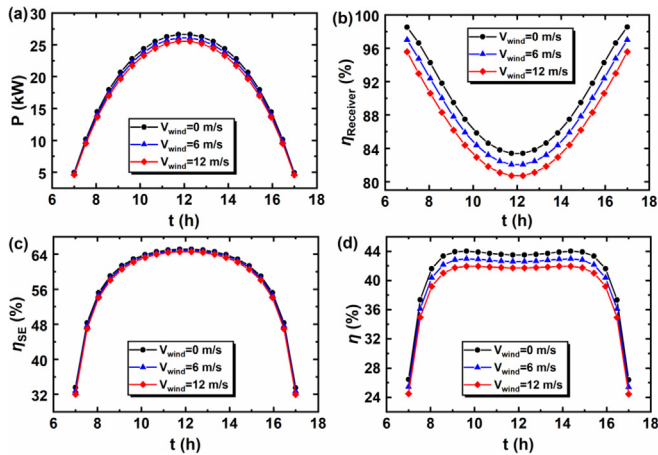 (a)
30
25
20
15
10
5
P (kW)
V_wind=0 m/s
V_wind=6 m/s
V_wind=12 m/s
6 8 10 12 14 16 18
t (h)
(b)
100
96
92
88
84
80
η_Receiver (%)
V_wind=0 m/s
V_wind=6 m/s
V_wind=12 m/s
6 8 10 12 14 16 18
t (h)
(c)
64
56
48
40
32
η_SE (%)
V_wind=0 m/s
V_wind=6 m/s
V_wind=12 m/s
6 8 10 12 14 16 18
t (h)
(d)
44
40
36
32
28
24
η (%)
V_wind=0 m/s
V_wind=6 m/s
V_wind=12 m/s
6 8 10 12 14 16 18
t (h)